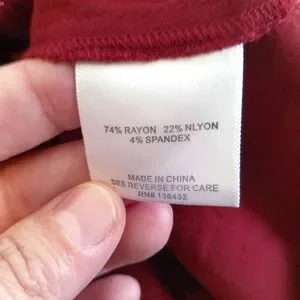 74% RAYON 22% NLYON
4% SPANDEX
MADE IN CHINA
SEE REVERSE FOR CARE
RN# 136432